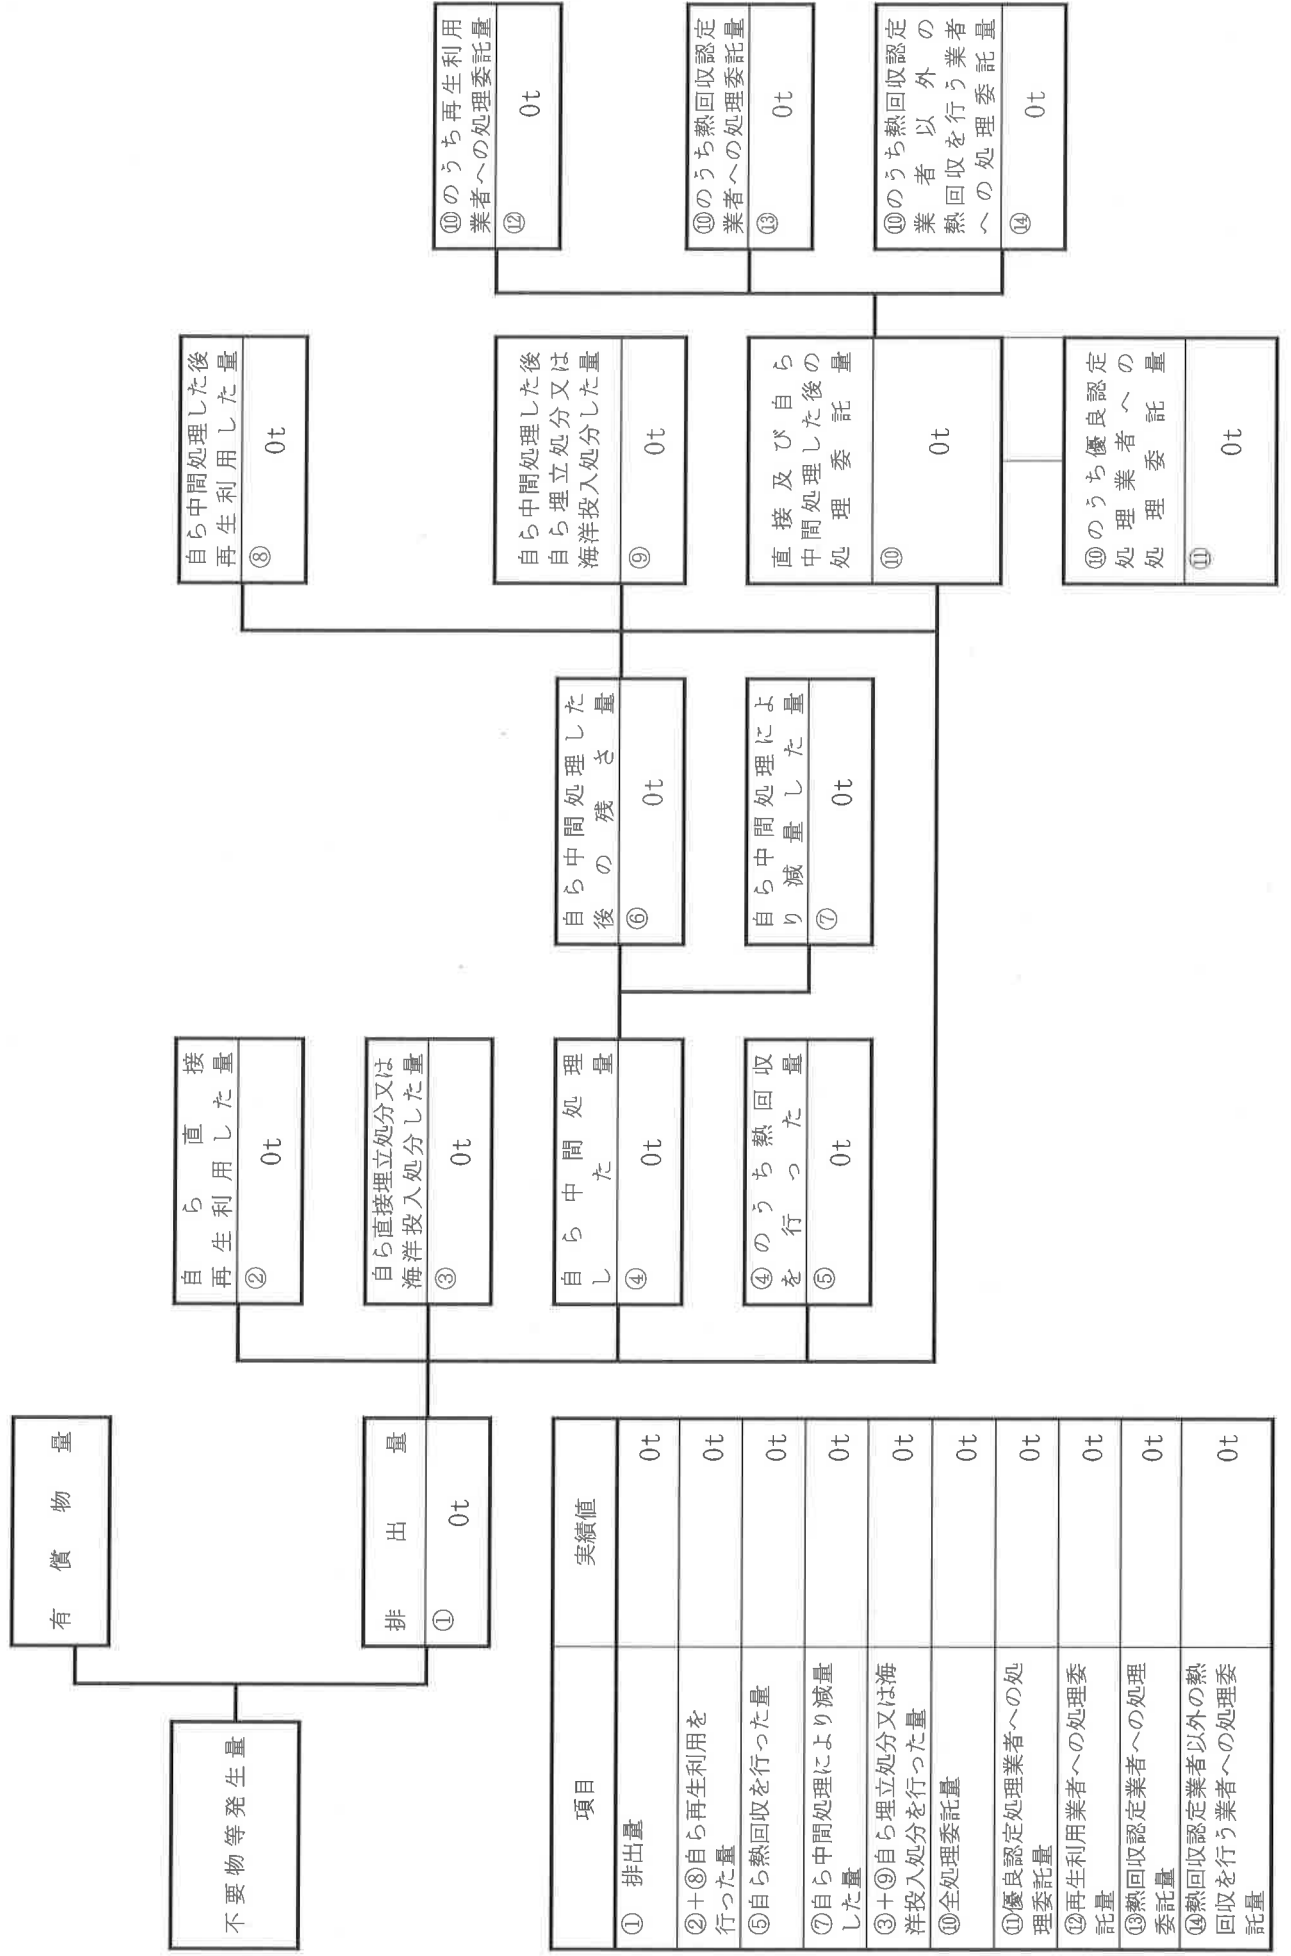 不要物等発生量
有償物量
排出量
①
0t
自ら直接
再生利用した量
②
0t
自ら直接埋立処分又は
海洋投入処分した量
③
0t
自ら中間処理
した量
④
0t
④のうち熱回収
を行った量
⑤
0t
自ら中間処理した
後の残さ量
⑥
0t
自ら中間処理によ
り減量した量
⑦
0t
自ら中間処理した後
再生利用した量
⑧
0t
自ら中間処理した後
自ら埋立処分又は
海洋投入処分した量
⑨
0t
直接及び自ら
中間処理した後の
処理委託量
⑩
0t
⑩のうち優良認定
処理業者への
処理委託量
⑪
0t
⑩のうち再生利用
業者への処理委託量
⑫
0t
⑩のうち熱回収認定
業者への処理委託量
⑬
0t
⑩のうち熱回収認定
業者以外の
熱回収を行う業者
への処理委託量
⑭
0t
項目 実績値
① 排出量 0t
②+⑧自ら再生利用を
行った量 0t
⑤自ら熱回収を行った量 0t
⑦自ら中間処理により減量
した量 0t
③+⑨自ら埋立処分又は海
洋投入処分を行った量 0t
⑩全処理委託量 0t
⑪優良認定処理業者への処
理委託量 0t
⑫再生利用業者への処理委
託量 0t
⑬熱回収認定業者への処理
委託量 0t
⑭熱回収認定業者以外の熱
回収を行う業者への処理委
託量 0t